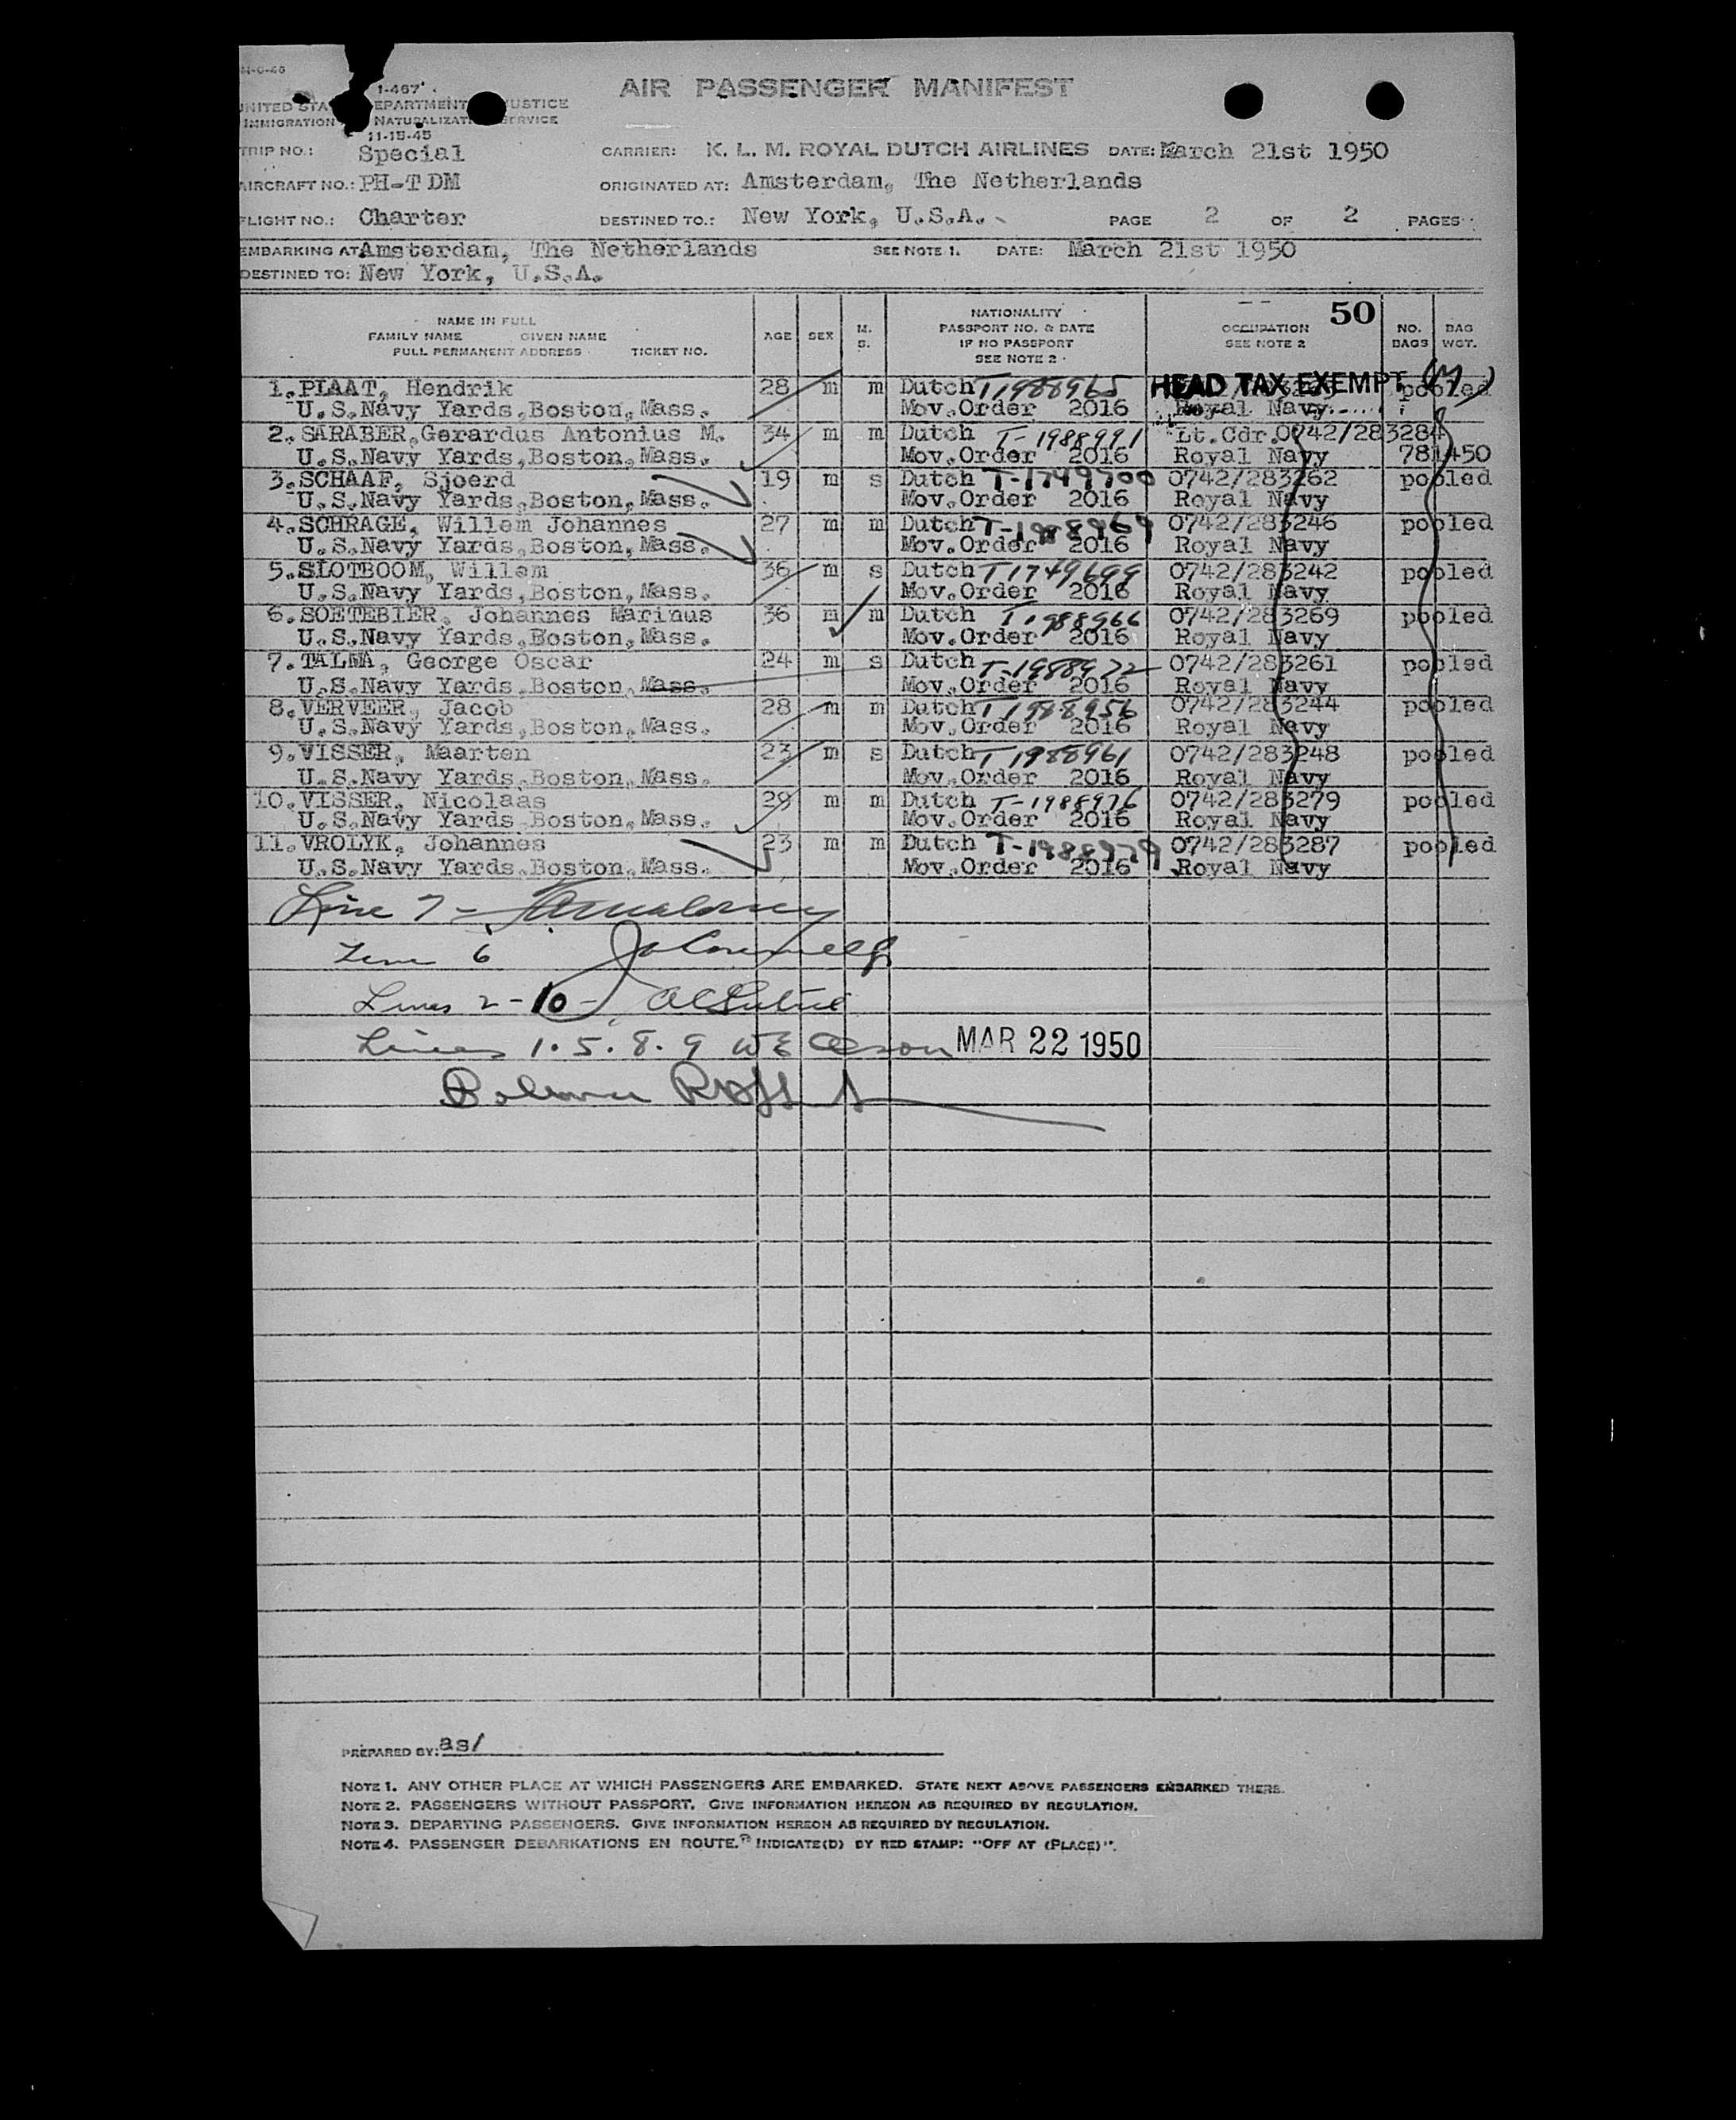 AIR PASSENGER MANIFEST
1-467
IMMIGRATION
11-15-45
TRIP NO.: Special CARRIER: K. L. M. ROYAL DUTCH AIRLINES DATE: March 21st 1950
AIRCRAFT NO.: PH-T DM ORIGINATED AT: Amsterdam, The Netherlands
FLIGHT NO.: Charter DESTINED TO.: New York, U.S.A. PAGE 2 OF 2 PAGES
EMBARKING AT Amsterdam, The Netherlands SEE NOTE 1. DATE: March 21st 1950
DESTINED TO: New York, U.S.A.
50
NAME IN FULL
FAMILY NAME GIVEN NAME
FULL PERMANENT ADDRESS TICKET NO.
AGE SEX M. S.
NATIONALITY
PASSPORT NO. & DATE
IF NO PASSPORT
SEE NOTE 2
OCCUPATION
SEE NOTE 2
NO. BAGS
BAG WGT.
1. PLAAT, Hendrik 28 m m Dutch T1988965 HEAD TAX EXEMPT (M) pooled
U.S.Navy Yards,Boston,Mass. Mov.Order 2016 Royal Navy
2. SARABER,Gerardus Antonius M. 34 m m Dutch T-1988991 Lt.Cdr.0742/283284
U.S.Navy Yards,Boston,Mass. Mov.Order 2016 Royal Navy 781450
3. SCHAAF, Sjoerd 19 m s Dutch T-1749700 0742/283262 pooled
U.S.Navy Yards,Boston,Mass. Mov.Order 2016 Royal Navy
4. SCHRAGE, Willem Johannes 27 m m Dutch T-1988969 0742/283246 pooled
U.S.Navy Yards,Boston,Mass. Mov.Order 2016 Royal Navy
5. SLOTBOOM, Willem 36 m s Dutch T1749699 0742/283242 pooled
U.S.Navy Yards,Boston,Mass. Mov.Order 2016 Royal Navy
6. SOETEBIER, Johannes Marinus 36 m m Dutch T1988966 0742/283269 pooled
U.S.Navy Yards,Boston,Mass. Mov.Order 2016 Royal Navy
7. TALMA, George Oscar 24 m s Dutch T-1988972 0742/283261 pooled
U.S.Navy Yards,Boston,Mass. Mov.Order 2016 Royal Navy
8. VERVEER, Jacob 28 m m Dutch T1988956 0742/283244 pooled
U.S.Navy Yards,Boston,Mass. Mov.Order 2016 Royal Navy
9. VISSER, Maarten 23 m s Dutch T1988961 0742/283248 pooled
U.S.Navy Yards,Boston,Mass. Mov.Order 2016 Royal Navy
10. VISSER, Nicolaas 29 m m Dutch T-1988976 0742/283279 pooled
U.S.Navy Yards,Boston,Mass. Mov.Order 2016 Royal Navy
11. VROLYK, Johannes 23 m m Dutch T-1988979 0742/283287 pooled
U.S.Navy Yards,Boston,Mass. Mov.Order 2016 Royal Navy
Line 7 -
Line 6
Lines 2-10-
Lines 1.5.8.9 WE Olson MAR 22 1950
PREPARED BY: as/
NOTE 1. ANY OTHER PLACE AT WHICH PASSENGERS ARE EMBARKED. STATE NEXT ABOVE PASSENGERS EMBARKED THERE.
NOTE 2. PASSENGERS WITHOUT PASSPORT. GIVE INFORMATION HEREON AS REQUIRED BY REGULATION.
NOTE 3. DEPARTING PASSENGERS. GIVE INFORMATION HEREON AS REQUIRED BY REGULATION.
NOTE 4. PASSENGER DEBARKATIONS EN ROUTE. INDICATE(D) BY RED STAMP: "OFF AT (PLACE)".